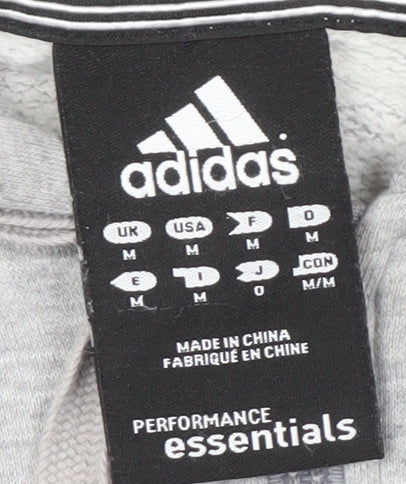 adidas
UK USA F D
M M M M
E I J CON
M M O M/M
MADE IN CHINA
FABRIQUÉ EN CHINE
PERFORMANCE
essentials